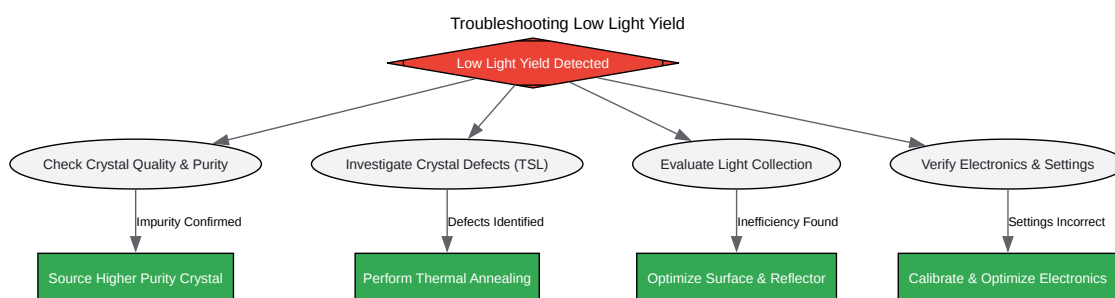 Troubleshooting Low Light Yield
Low Light Yield Detected
Check Crystal Quality & Purity
Investigate Crystal Defects (TSL)
Evaluate Light Collection
Verify Electronics & Settings
Impurity Confirmed
Defects Identified
Inefficiency Found
Settings Incorrect
Source Higher Purity Crystal
Perform Thermal Annealing
Optimize Surface & Reflector
Calibrate & Optimize Electronics